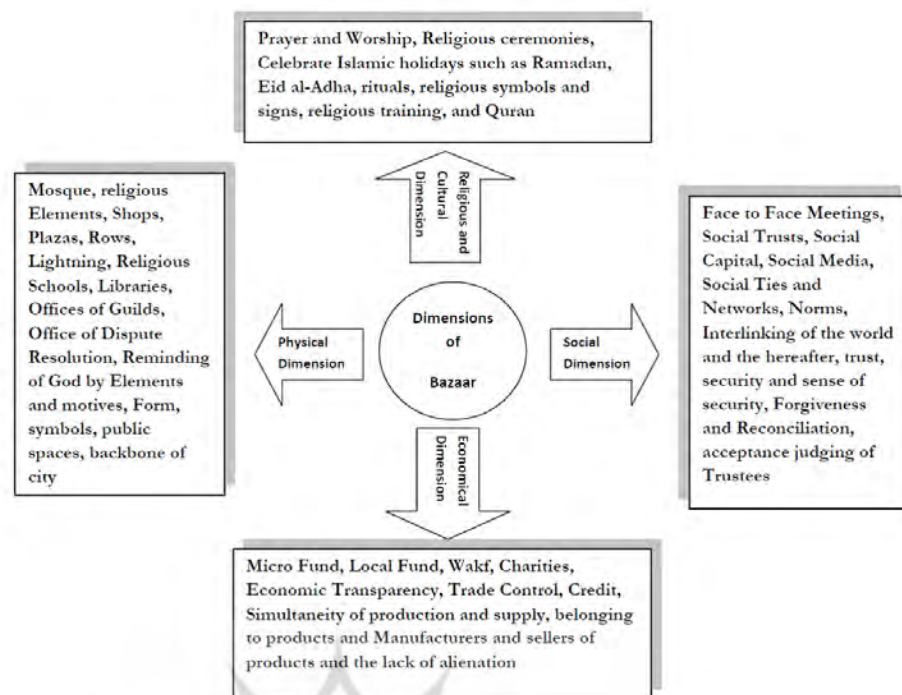 Prayer and Worship, Religious ceremonies,
Celebrate Islamic holidays such as Ramadan,
Eid al-Adha, rituals, religious symbols and
signs, religious training, and Quran
Religious and
Cultural
Dimension
Mosque, religious
Elements, Shops,
Plazas, Rows,
Lightning, Religious
Schools, Libraries,
Offices of Guilds,
Office of Dispute
Resolution, Reminding
of God by Elements
and motives, Form,
symbols, public
spaces, backbone of
city
Physical
Dimension
Dimensions
of
Bazaar
Social
Dimension
Face to Face Meetings,
Social Trusts, Social
Capital, Social Media,
Social Ties and
Networks, Norms,
Interlinking of the world
and the hereafter, trust,
security and sense of
security, Forgiveness
and Reconciliation,
acceptance judging of
Trustees
Economical
Dimension
Micro Fund, Local Fund, Wakf, Charities,
Economic Transparency, Trade Control, Credit,
Simultaneity of production and supply, belonging
to products and Manufacturers and sellers of
products and the lack of alienation